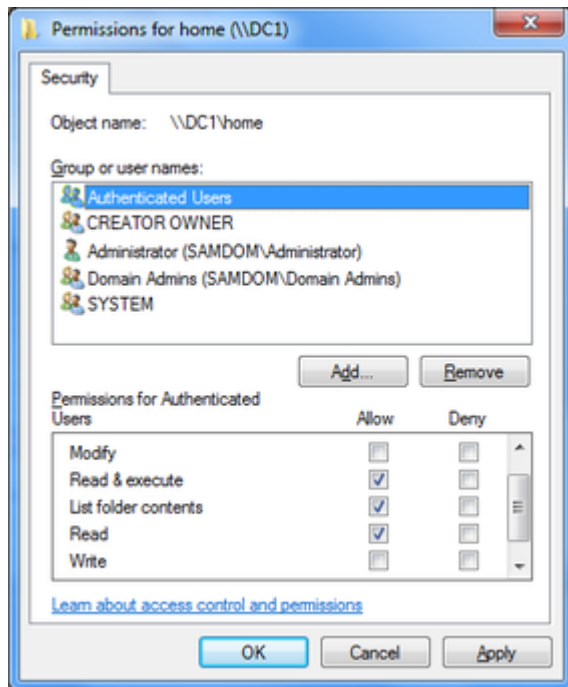 Permissions for home (\\DC1)
Security
Object name: \\DC1\home
Group or user names:
Authenticated Users
CREATOR OWNER
Administrator (SAMDOM\Administrator)
Domain Admins (SAMDOM\Domain Admins)
SYSTEM
Add... Remove
Permissions for Authenticated
Users Allow Deny
Modify
Read & execute
List folder contents
Read
Write
Learn about access control and permissions
OK Cancel Apply